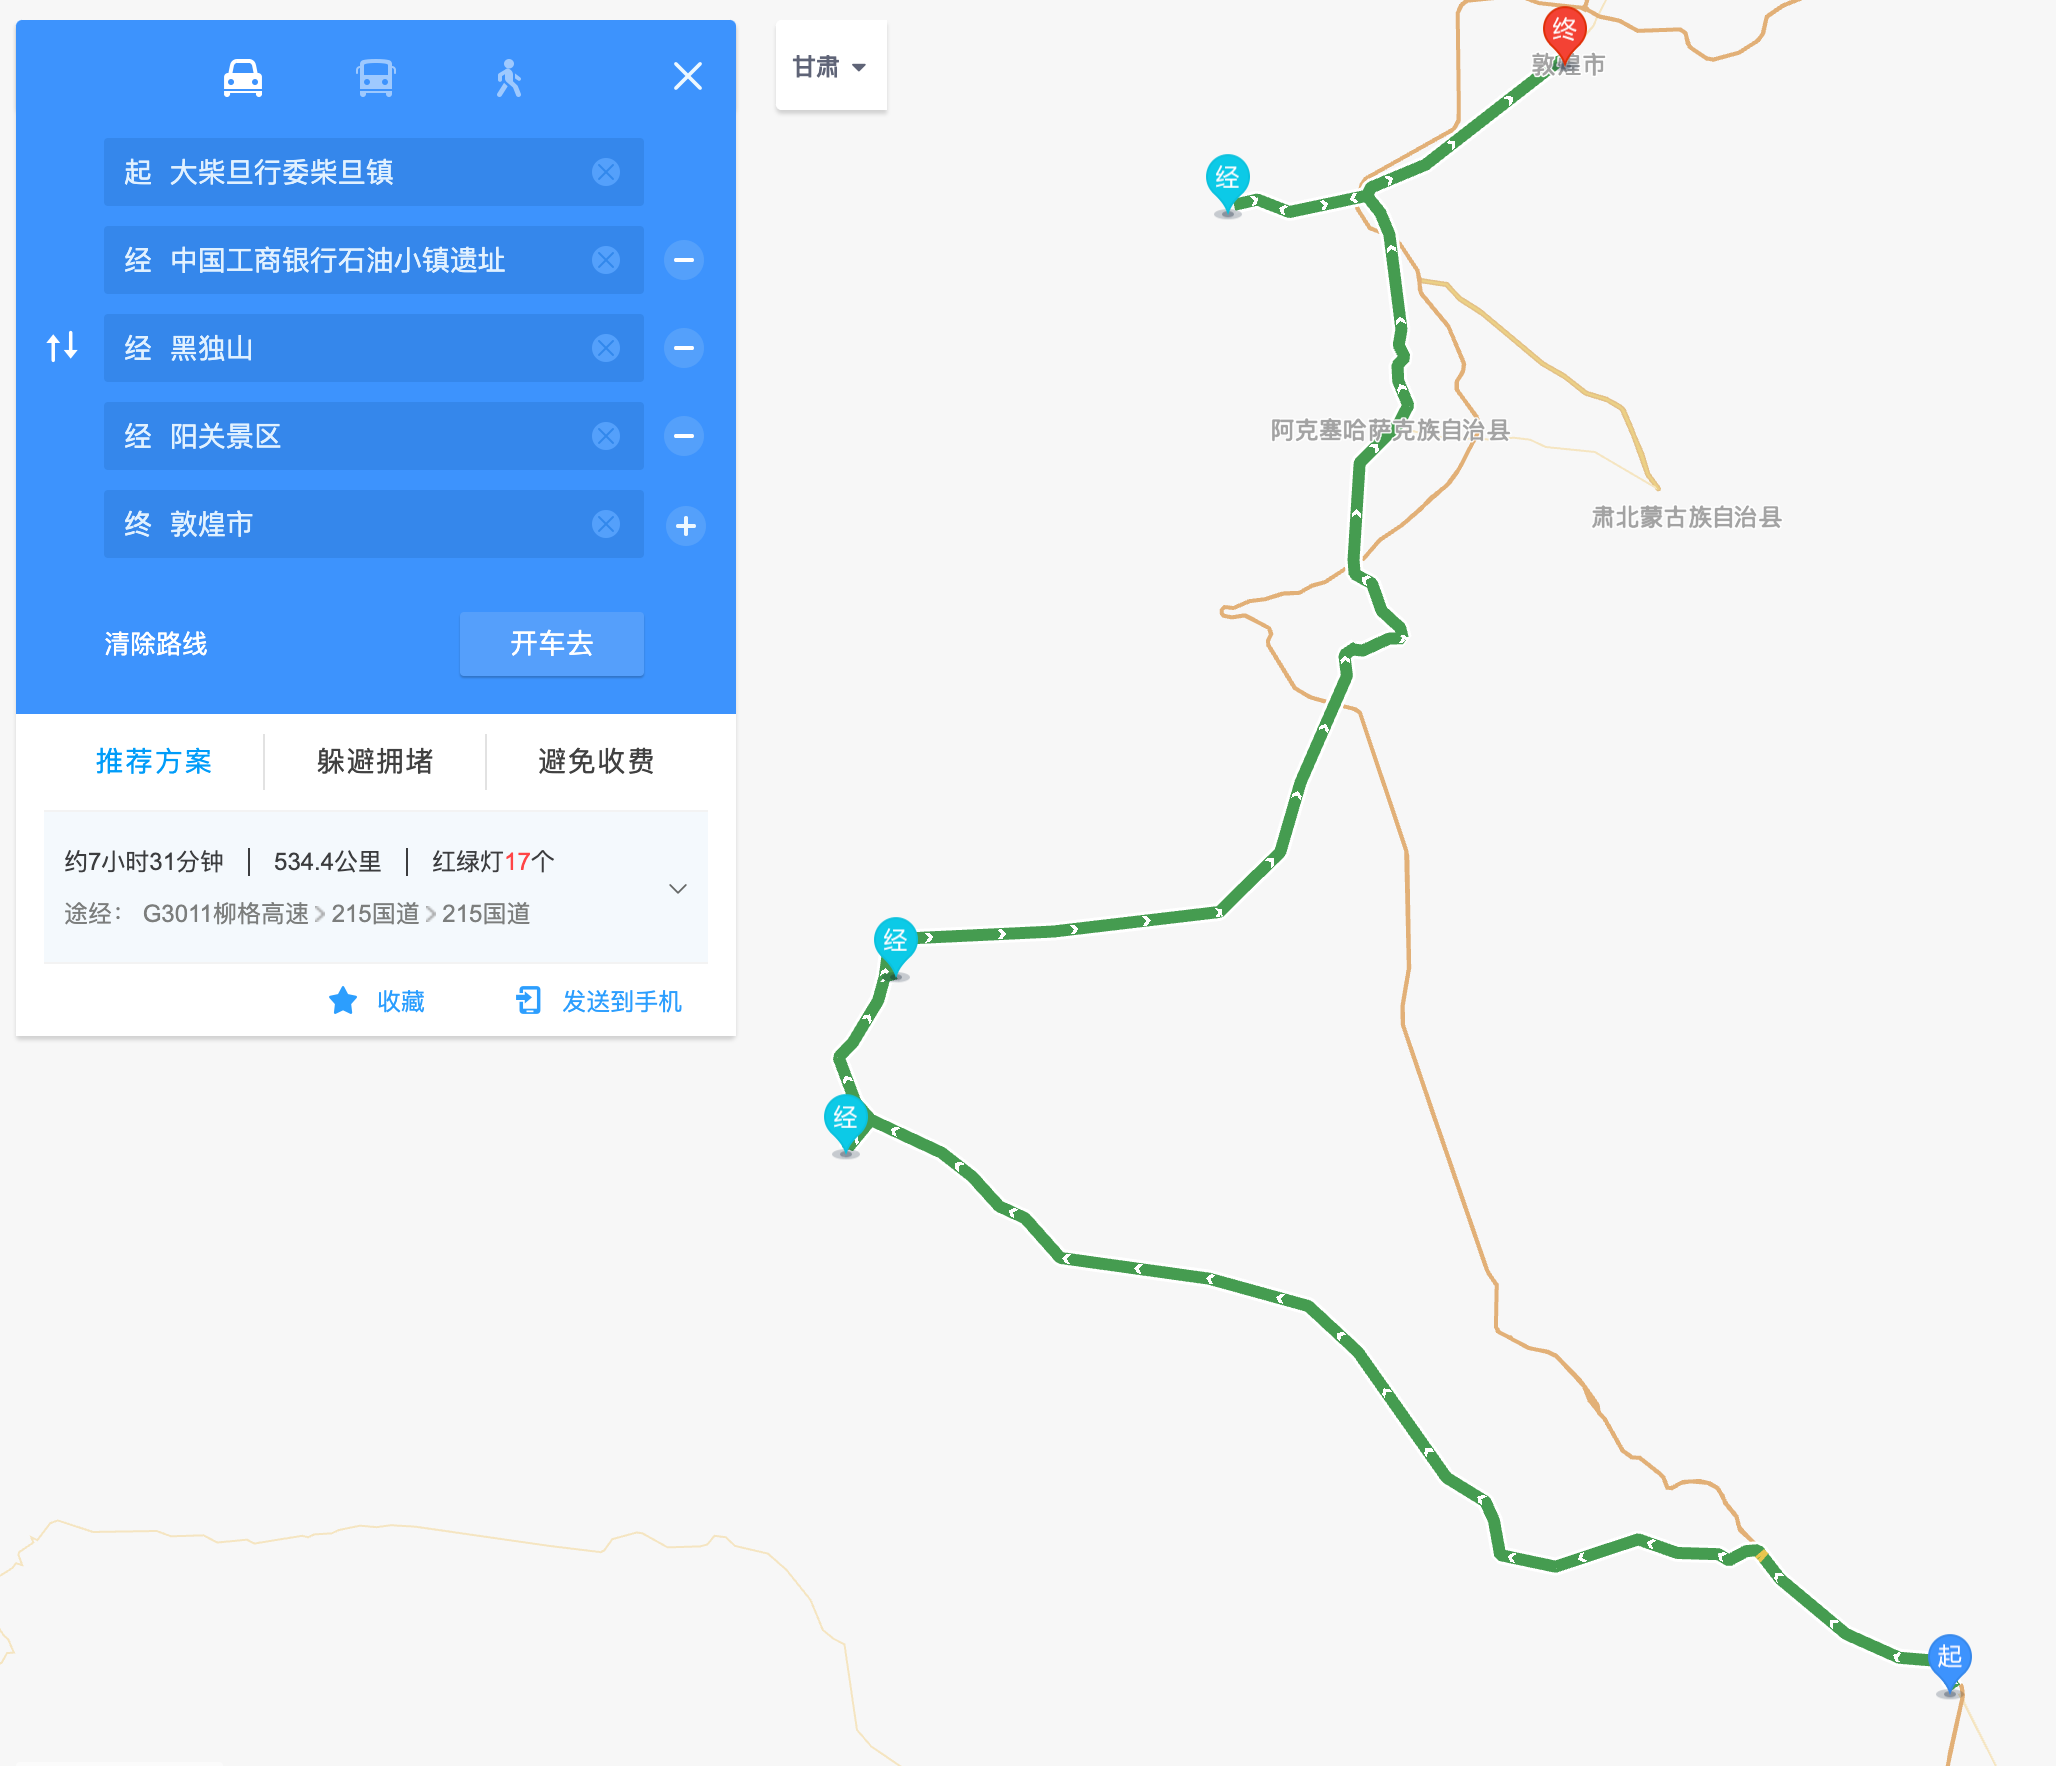 起 大柴旦行委柴旦镇
经 中国工商银行石油小镇遗址
经 黑独山
经 阳关景区
终 敦煌市
清除路线
开车去
推荐方案
躲避拥堵
避免收费
约7小时31分钟 | 534.4公里 | 红绿灯17个
途经： G3011柳格高速 > 215国道 > 215国道
收藏
发送到手机
甘肃
终
敦煌市
经
阿克塞哈萨克族自治县
肃北蒙古族自治县
经
经
起